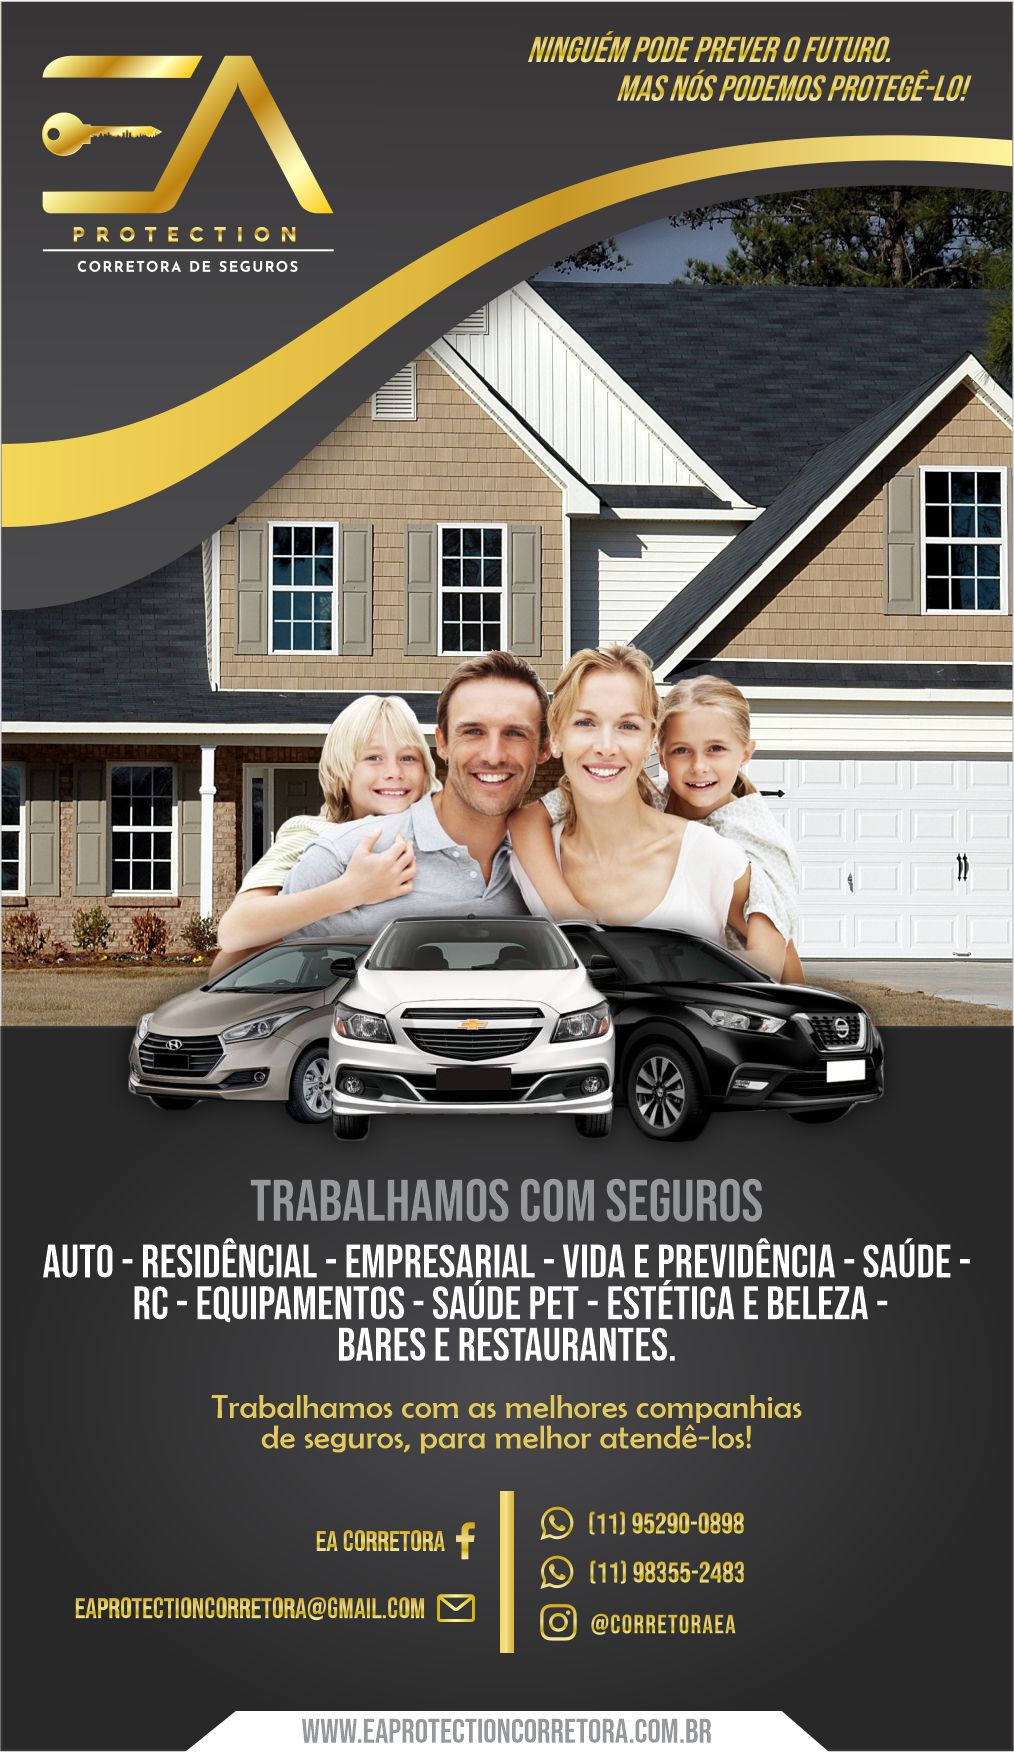 NINGUÉM PODE PREVER O FUTURO.
MAS NÓS PODEMOS PROTEGÊ-LO!
EA
PROTECTION
CORRETORA DE SEGUROS
TRABALHAMOS COM SEGUROS
AUTO - RESIDÊNCIAL - EMPRESARIAL - VIDA E PREVIDÊNCIA - SAÚDE -
RC - EQUIPAMENTOS - SAÚDE PET - ESTÉTICA E BELEZA -
BARES E RESTAURANTES.
Trabalhamos com as melhores companhias
de seguros, para melhor atendê-los!
EA CORRETORA
EAPROTECTIONCORRETORA@GMAIL.COM
(11) 95290-0898
(11) 98355-2483
@CORRETORAEA
WWW.EAPROTECTIONCORRETORA.COM.BR